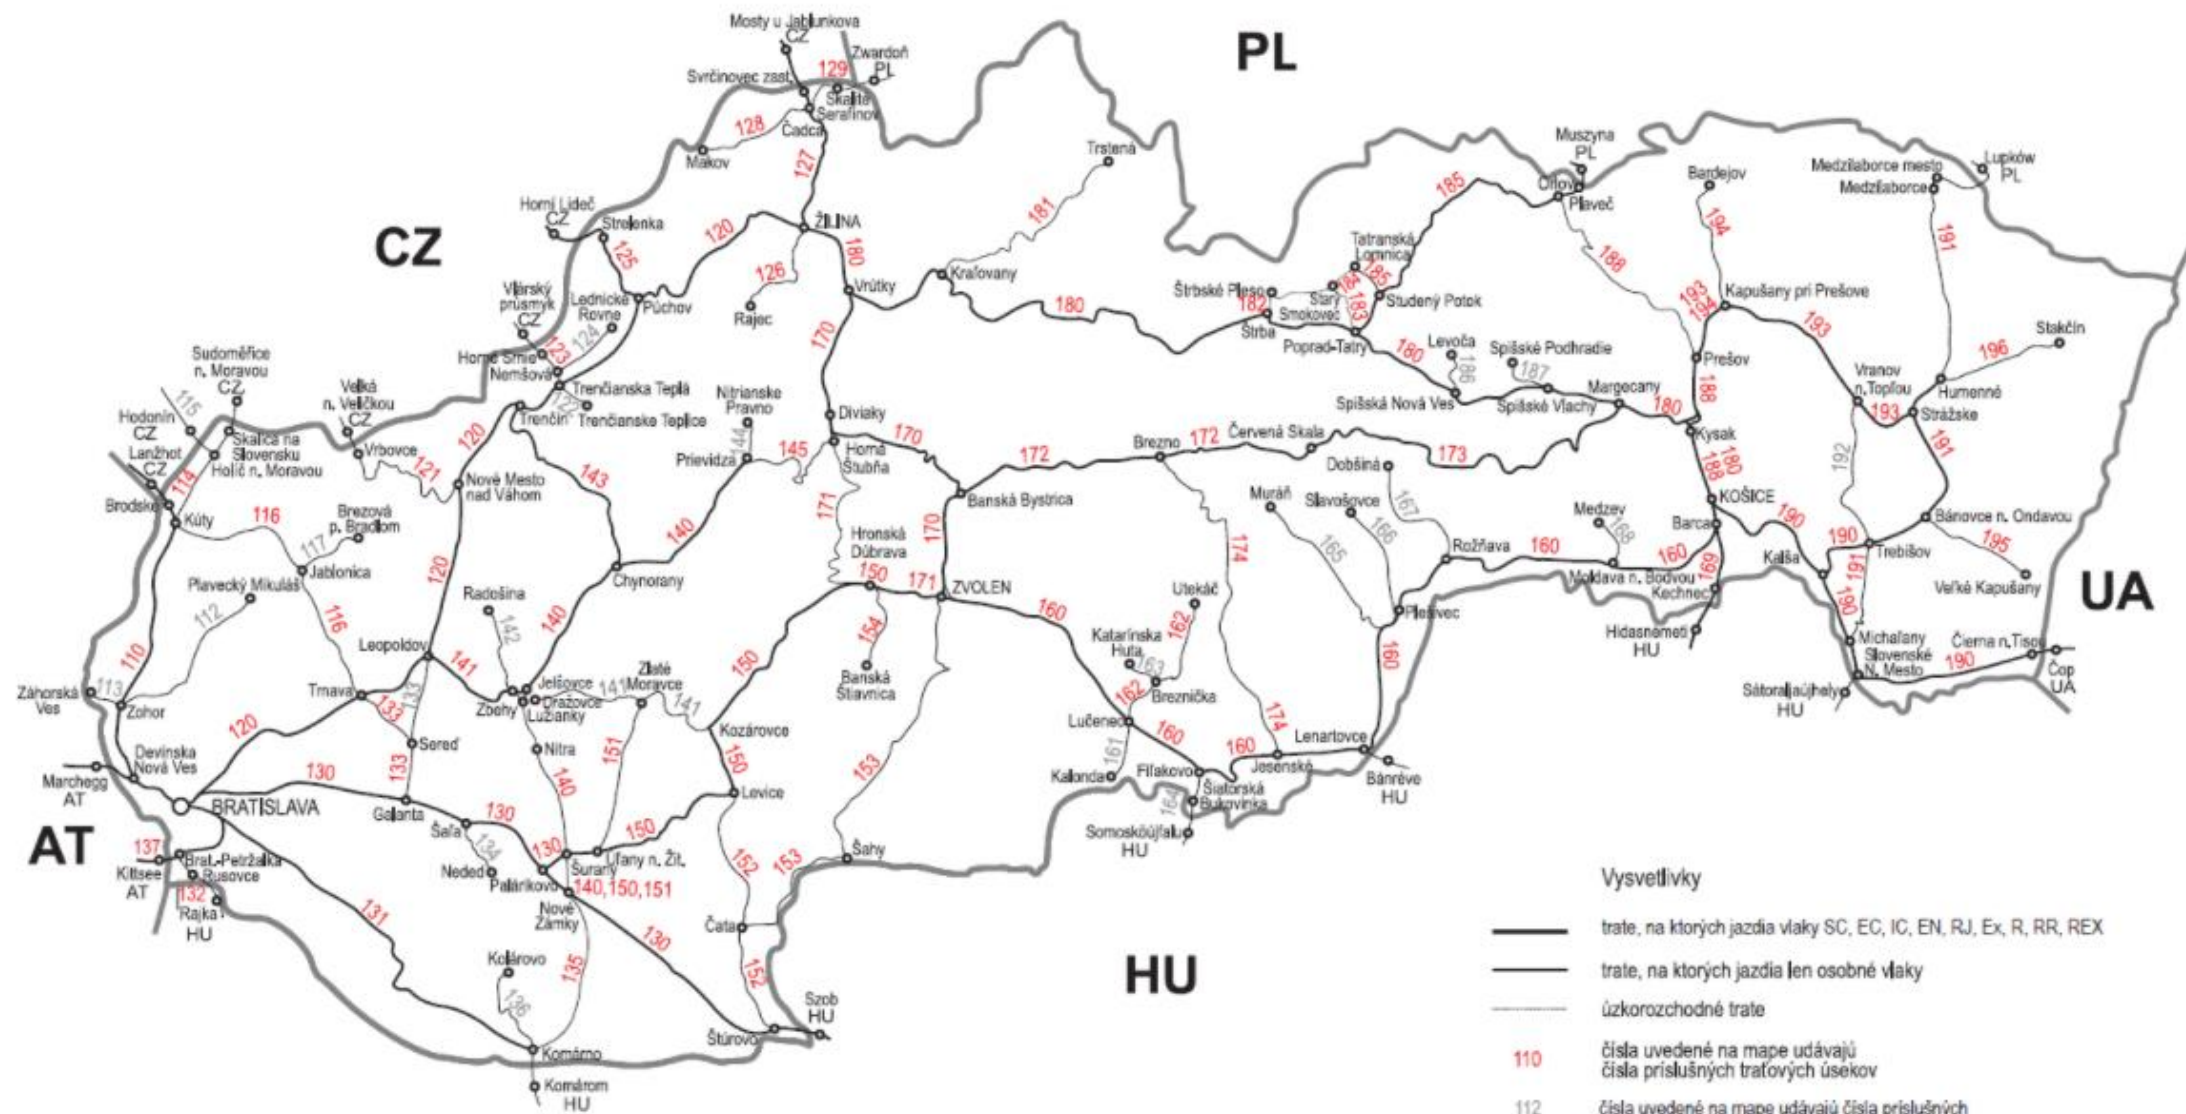 Mosty u Jablunkova
CZ
Zwardoň
PL
129
Svrčinovec zast.
Skalité
Serafínov
128
Čadca
Makov
127
PL
Trstená
Muszyna
PL
Orlov
Plaveč
Bardejov
Medzilaborce mesto
Medzilaborce
Lupków
PL
Horní Lideč
CZ
Strelenka
CZ
125
120
ŽILINA
126
180
181
Rajec
Vrútky
Kraľovany
180
185
Tatranská
Lomnica
185
184
183
Štrbské Pleso
182
Starý
Smokovec
Štrba
Studený Potok
Poprad-Tatry
188
194
191
193
194
Kapušany pri Prešove
193
Stakčín
196
Vlársky
průsmyk
CZ
Lednické
Rovne
Púchov
124
123
Horné Srnie
Nemšová
170
180
Levoča
186
Spišské Podhradie
187
Margecany
Prešov
188
180
Vranov
n. Topľou
Humenné
193
Strážske
Sudoměřice
n. Moravou
CZ
115
Hodonín
CZ
Lanžhot
CZ
Velká
n. Veličkou
CZ
Trenčianska Teplá
122
Trenčín
Trenčianske Teplice
Nitrianske
Pravno
144
Diviaky
170
Spišská Nová Ves
Spišské Vlachy
Kysak
Skalica na
Slovensku
Holíč n. Moravou
114
Vrbovce
120
121
Prievidza
145
Horná
Štubňa
172
Brezno
172
Červená Skala
173
180
188
192
191
Brodské
Kúty
116
Brezová
p. Bradlom
117
Nové Mesto
nad Váhom
143
140
171
Banská Bystrica
Dobšiná
167
Muráň
Slavošovce
166
165
Medzev
168
KOŠICE
Barca
190
190
Bánovce n. Ondavou
Trebišov
195
Plavecký Mikuláš
Jablonica
112
120
Radošina
142
Chynorany
Hronská
Dúbrava
170
150
171
ZVOLEN
174
Rožňava
160
160
Moldava n. Bodvou
169
Kechnec
Kalša
191
190
Veľké Kapušany
UA
110
116
Leopoldov
141
140
150
154
160
Utekáč
162
Katarínska
Huta
163
Breznička
Plešivec
Hidasnémeti
HU
Michaľany
Slovenské
N. Mesto
Čierna n.Tisou
190
Čop
UA
Sátoraljaújhely
HU
Záhorská
Ves
113
Zohor
Trnava
133
133
Jelšovce
Zbehy
Dražovce
Lužianky
141
Zlaté
Moravce
141
Banská
Štiavnica
162
160
Kozárovce
Lučenec
161
120
Sereď
133
Nitra
151
150
153
174
Lenartovce
160
160
Jesenské
Devínska
Nová Ves
Marchegg
AT
130
140
Levice
Kalonda
Fiľakovo
Šiatorská
Bukovinka
164
Bánréve
HU
BRATISLAVA
Galanta
130
Šaľa
134
150
Somoskőújfalu
HU
AT
137
Kittsee
AT
Brat.-Petržalka
Rusovce
132
Rajka
HU
Neded
130
Šurany
Uľany n. Žit.
Palárikovo
140,150,151
152
153
Šahy
Nové
Zámky
131
130
Čata
Kolárovo
136
135
152
HU
Szob
HU
Štúrovo
Komárno
Komárom
HU
Vysvetlivky
trate, na ktorých jazdia vlaky SC, EC, IC, EN, RJ, Ex, R, RR, REX
trate, na ktorých jazdia len osobné vlaky
úzkorozchodné trate
110
čísla uvedené na mape udávajú
čísla príslušných traťových úsekov
112
čísla uvedené na mape udávajú čísla príslušných